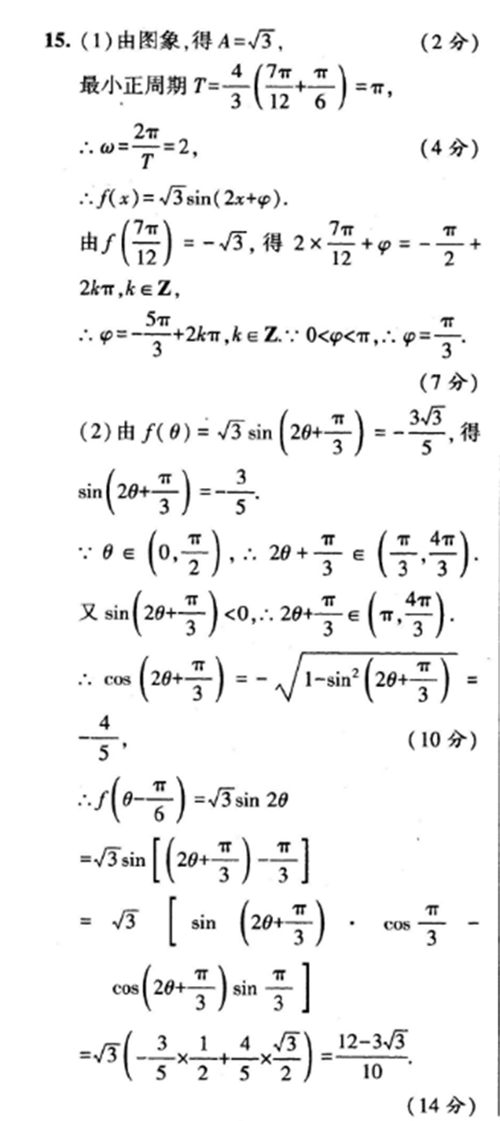 15. (1)由图象,得 A=√3, (2分)
最小正周期 T=4/3(7π/12+π/6)=π,
∴ω=2π/T=2, (4分)
∴f(x)=√3sin(2x+φ).
由f(7π/12)=-√3,得 2×7π/12+φ=-π/2+
2kπ,k∈Z,
∴φ=-5π/3+2kπ,k∈Z.∵0<φ<π,∴φ=π/3.
(7分)
(2)由 f(θ)=√3 sin(2θ+π/3)=-3√3/5,得
sin(2θ+π/3)=-3/5.
∵θ∈(0,π/2),∴2θ+π/3∈(π/3,4π/3).
又 sin(2θ+π/3)<0,∴2θ+π/3∈(π,4π/3).
∴cos(2θ+π/3)=-√(1-sin²(2θ+π/3))=
-4/5, (10分)
∴f(θ-π/6)=√3sin 2θ
=√3sin[(2θ+π/3)-π/3]
=√3[sin(2θ+π/3)·cosπ/3-
cos(2θ+π/3)sinπ/3]
=√3(-3/5×1/2+4/5×√3/2)=(12-3√3)/10.
(14分)